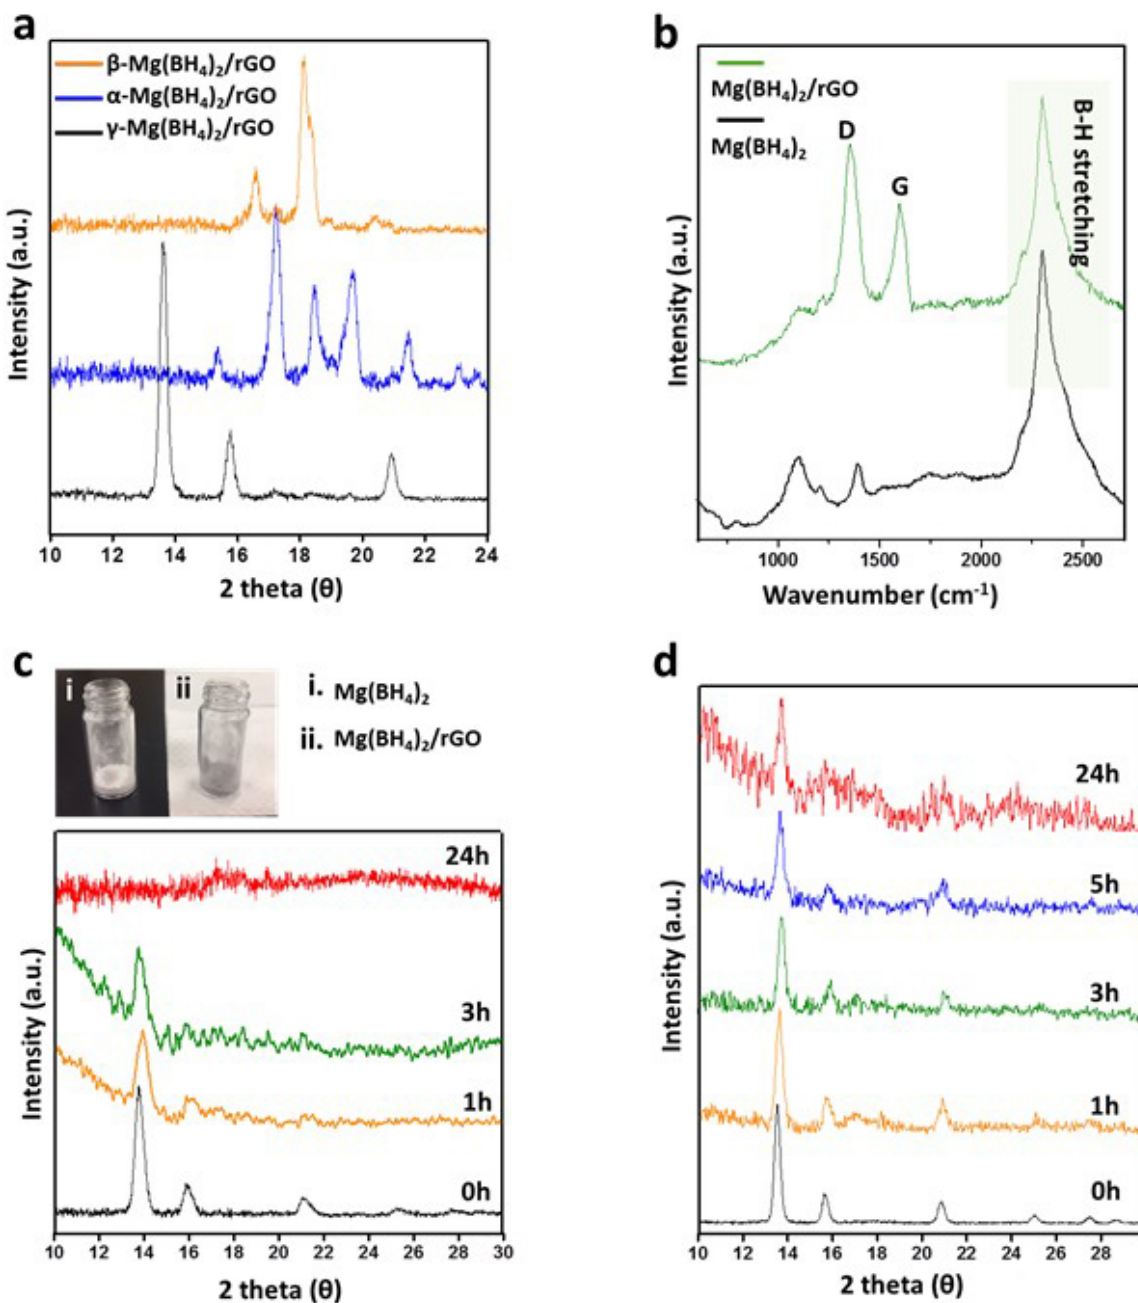 a
β-Mg(BH₄)₂/rGO
α-Mg(BH₄)₂/rGO
γ-Mg(BH₄)₂/rGO
Intensity (a.u.)
10 12 14 16 18 20 22 24
2 theta (θ)
b
Mg(BH₄)₂/rGO
Mg(BH₄)₂
D
G
B-H stretching
Intensity (a.u.)
1000 1500 2000 2500
Wavenumber (cm⁻¹)
c
i
ii
i. Mg(BH₄)₂
ii. Mg(BH₄)₂/rGO
24h
3h
1h
0h
Intensity (a.u.)
10 12 14 16 18 20 22 24 26 28 30
2 theta (θ)
d
24h
5h
3h
1h
0h
Intensity (a.u.)
10 12 14 16 18 20 22 24 26 28
2 theta (θ)